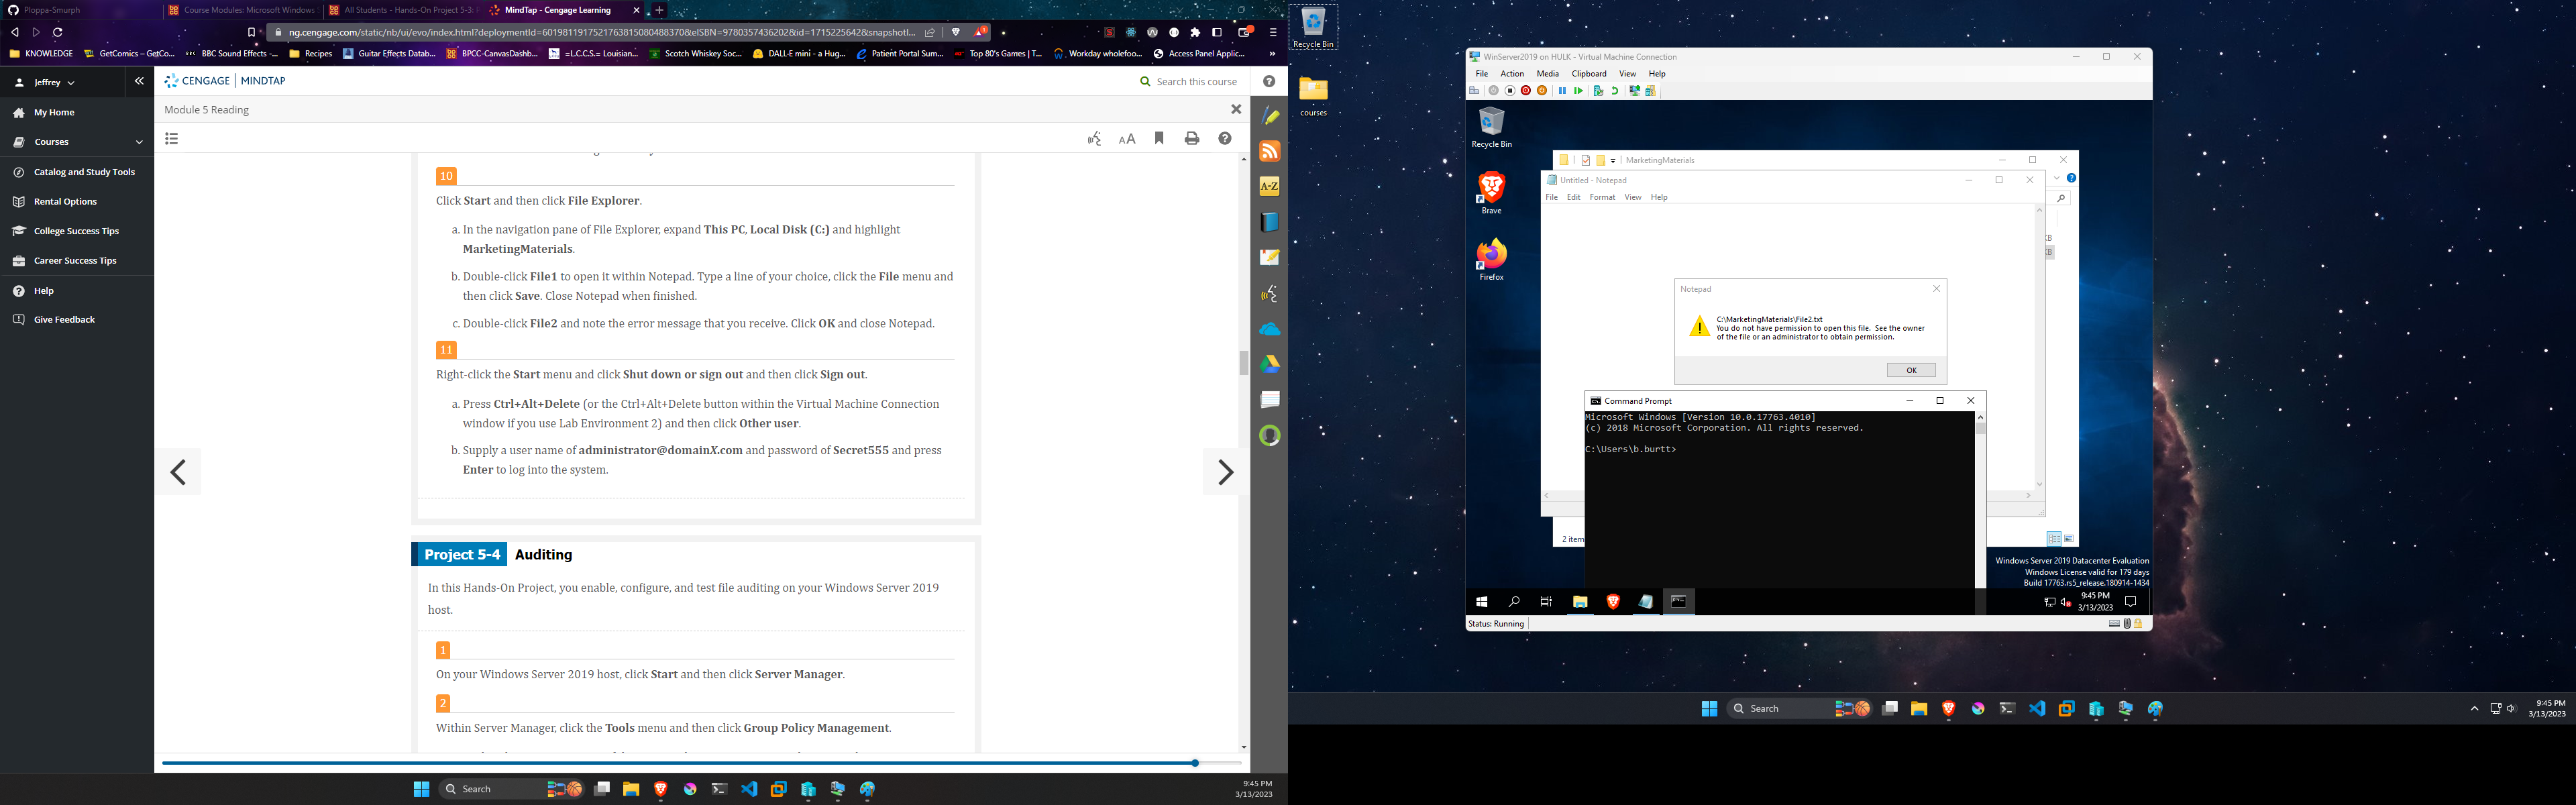 Ploppa-Smurph
Course Modules: Microsoft Windows S
All Students - Hands-On Project 5-3: P
MindTap - Cengage Learning
ng.cengage.com/static/nb/ui/evo/index.html?deploymentId=60198119175217638150804883​70&eISBN=9780357436202&id=1715225642&snapshotI...
KNOWLEDGE
GetComics – GetCo...
BBC Sound Effects -...
Recipes
Guitar Effects Datab...
BPCC-CanvasDashb...
=L.C.C.S.= Louisian...
Scotch Whiskey Soc...
DALL·E mini - a Hug...
Patient Portal Sum...
Top 80's Games | T...
Workday wholefoo...
Access Panel Applic...
Jeffrey
My Home
Courses
Catalog and Study Tools
Rental Options
College Success Tips
Career Success Tips
Help
Give Feedback
CENGAGE | MINDTAP
Search this course
Module 5 Reading
AA
A-Z
10
Click Start and then click File Explorer.
a. In the navigation pane of File Explorer, expand This PC, Local Disk (C:) and highlight
MarketingMaterials.
b. Double-click File1 to open it within Notepad. Type a line of your choice, click the File menu and
then click Save. Close Notepad when finished.
c. Double-click File2 and note the error message that you receive. Click OK and close Notepad.
11
Right-click the Start menu and click Shut down or sign out and then click Sign out.
a. Press Ctrl+Alt+Delete (or the Ctrl+Alt+Delete button within the Virtual Machine Connection
window if you use Lab Environment 2) and then click Other user.
b. Supply a user name of administrator@domainX.com and password of Secret555 and press
Enter to log into the system.
Project 5-4 Auditing
In this Hands-On Project, you enable, configure, and test file auditing on your Windows Server 2019
host.
1
On your Windows Server 2019 host, click Start and then click Server Manager.
2
Within Server Manager, click the Tools menu and then click Group Policy Management.
Search
9:45 PM
3/13/2023
Recycle Bin
courses
WinServer2019 on HULK - Virtual Machine Connection
File Action Media Clipboard View Help
Recycle Bin
Brave
Firefox
MarketingMaterials
Untitled - Notepad
File Edit Format View Help
KB
KB
Notepad
C:\MarketingMaterials\File2.txt
You do not have permission to open this file. See the owner
of the file or an administrator to obtain permission.
OK
Command Prompt
Microsoft Windows [Version 10.0.17763.4010]
(c) 2018 Microsoft Corporation. All rights reserved.
C:\Users\b.burtt>
2 item
Windows Server 2019 Datacenter Evaluation
Windows License valid for 179 days
Build 17763.rs5_release.180914-1434
9:45 PM
3/13/2023
Status: Running
Search
9:45 PM
3/13/2023